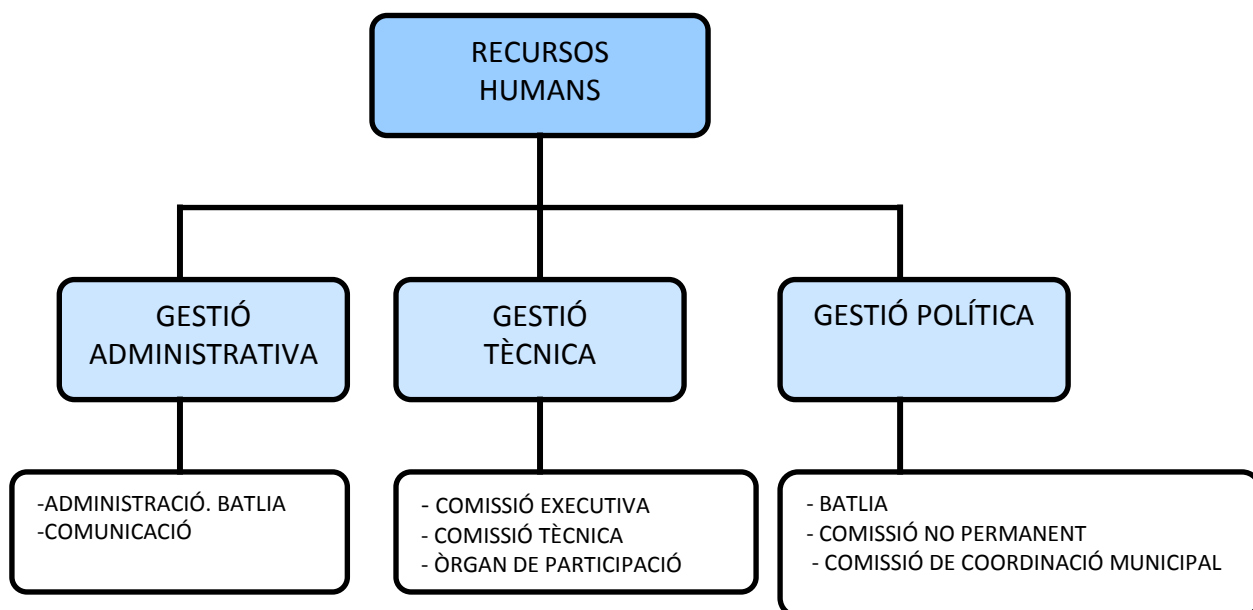 RECURSOS
HUMANS
GESTIÓ
ADMINISTRATIVA
GESTIÓ
TÈCNICA
GESTIÓ POLÍTICA
-ADMINISTRACIÓ. BATLIA
-COMUNICACIÓ
- COMISSIÓ EXECUTIVA
- COMISSIÓ TÈCNICA
- ÒRGAN DE PARTICIPACIÓ
- BATLIA
- COMISSIÓ NO PERMANENT
- COMISSIÓ DE COORDINACIÓ MUNICIPAL